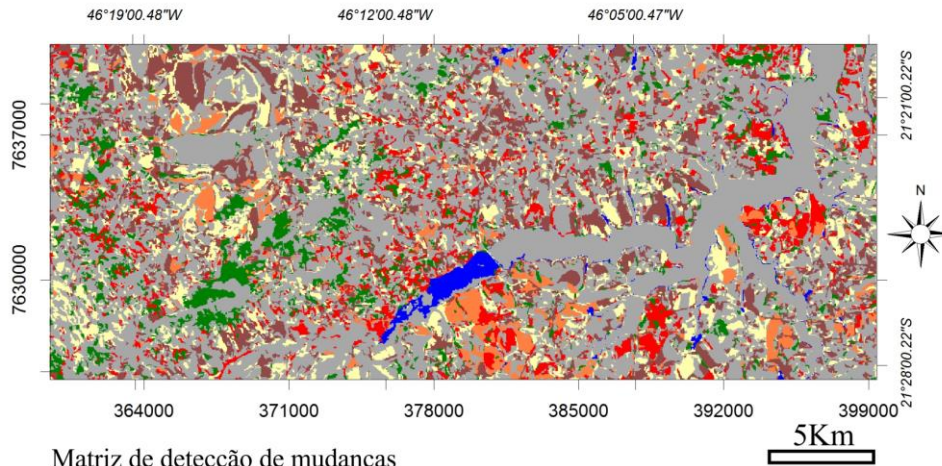 46°19'00.48"W 46°12'00.48"W 46°05'00.47"W
21°21'00.22"S
7637000
N
7630000
21°28'00.22"S
364000 371000 378000 385000 392000 399000
5Km
Matriz de detecção de mudanças